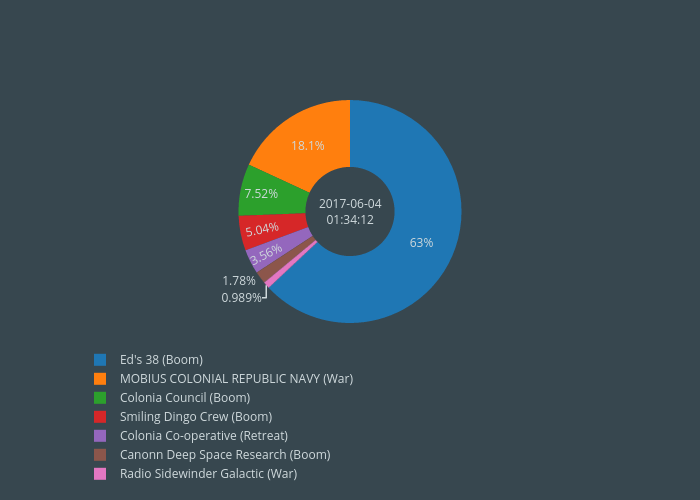 18.1%
7.52%
5.04%
3.56%
1.78%
0.989%
63%
2017-06-04
01:34:12
Ed's 38 (Boom)
MOBIUS COLONIAL REPUBLIC NAVY (War)
Colonia Council (Boom)
Smiling Dingo Crew (Boom)
Colonia Co-operative (Retreat)
Canonn Deep Space Research (Boom)
Radio Sidewinder Galactic (War)